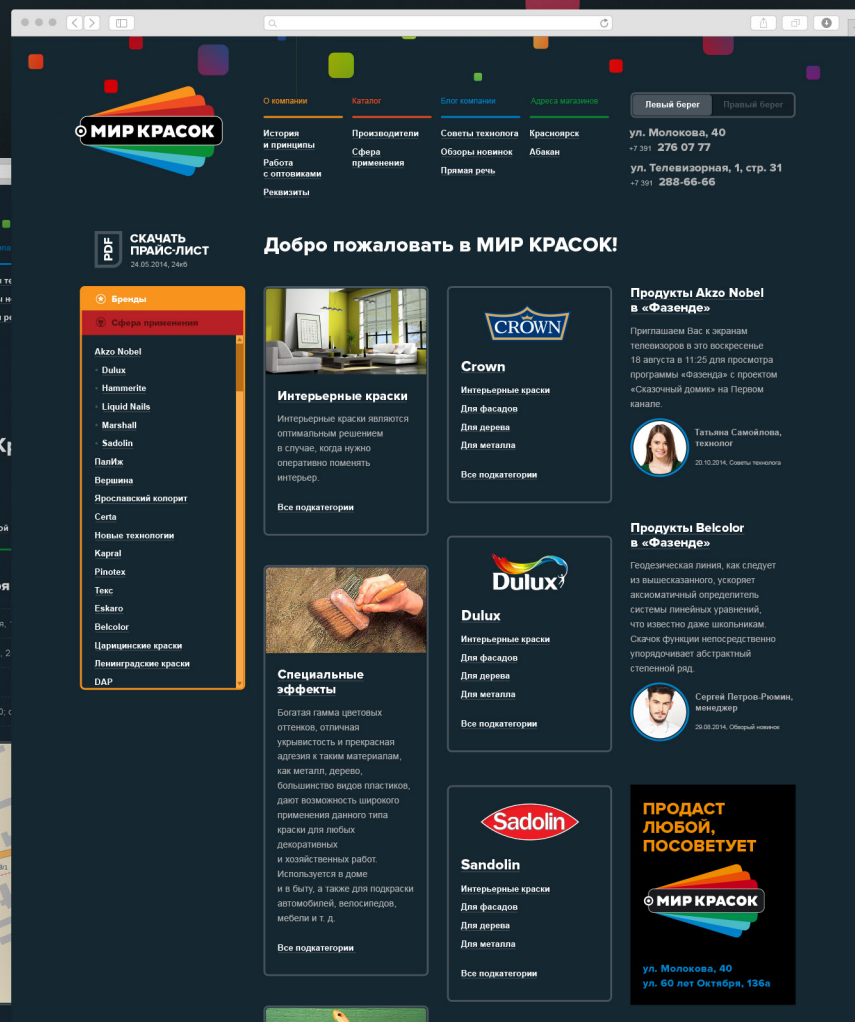 О компании
Каталог
Блог компании
Адреса магазинов
Левый берег
Правый берег
МИР КРАСОК
История
и принципы
Работа
с оптовиками
Реквизиты
Производители
Сфера
применения
Советы технолога
Обзоры новинок
Прямая речь
Красноярск
Абакан
ул. Молокова, 40
+7 391 276 07 77
ул. Телевизорная, 1, стр. 31
+7 391 288-66-66
PDF
СКАЧАТЬ
ПРАЙС-ЛИСТ
24.05.2014, 24кб
Добро пожаловать в МИР КРАСОК!
Бренды
Сфера применения
Akzo Nobel
Dulux
Hammerite
Liquid Nails
Marshall
Sadolin
ПалИж
Вершина
Ярославский колорит
Certa
Новые технологии
Kapral
Pinotex
Текс
Eskaro
Belcolor
Царицинские краски
Ленинградские краски
DAP
Интерьерные краски
Интерьерные краски являются
оптимальным решением
в случае, когда нужно
оперативно поменять
интерьер.
Все подкатегории
Специальные
эффекты
Богатая гамма цветовых
оттенков, отличная
укрывистость и прекрасная
адгезия к таким материалам,
как металл, дерево,
большинство видов пластиков,
дают возможность широкого
применения данного типа
краски для любых
декоративных
и хозяйственных работ.
Используется в доме
и в быту, а также для подкраски
автомобилей, велосипедов,
мебели и т. д.
Все подкатегории
CROWN
Crown
Интерьерные краски
Для фасадов
Для дерева
Для металла
Все подкатегории
Dulux
Dulux
Интерьерные краски
Для фасадов
Для дерева
Для металла
Все подкатегории
Sadolin
Sandolin
Интерьерные краски
Для фасадов
Для дерева
Для металла
Все подкатегории
Продукты Akzo Nobel
в «Фазенде»
Приглашаем Вас к экранам
телевизоров в это воскресенье
18 августа в 11:25 для просмотра
программы «Фазенда» с проектом
«Сказочный домик» на Первом
канале.
Татьяна Самойлова,
технолог
20.10.2014, Советы технолога
Продукты Belcolor
в «Фазенде»
Геодезическая линия, как следует
из вышесказанного, ускоряет
аксиоматичный определитель
системы линейных уравнений,
что известно даже школьникам.
Скачок функции непосредственно
упорядочивает абстрактный
степенной ряд.
Сергей Петров-Рюмин,
менеджер
29.08.2014, Обзорый новинок
ПРОДАСТ
ЛЮБОЙ,
ПОСОВЕТУЕТ
МИР КРАСОК
ул. Молокова, 40
ул. 60 лет Октября, 136а